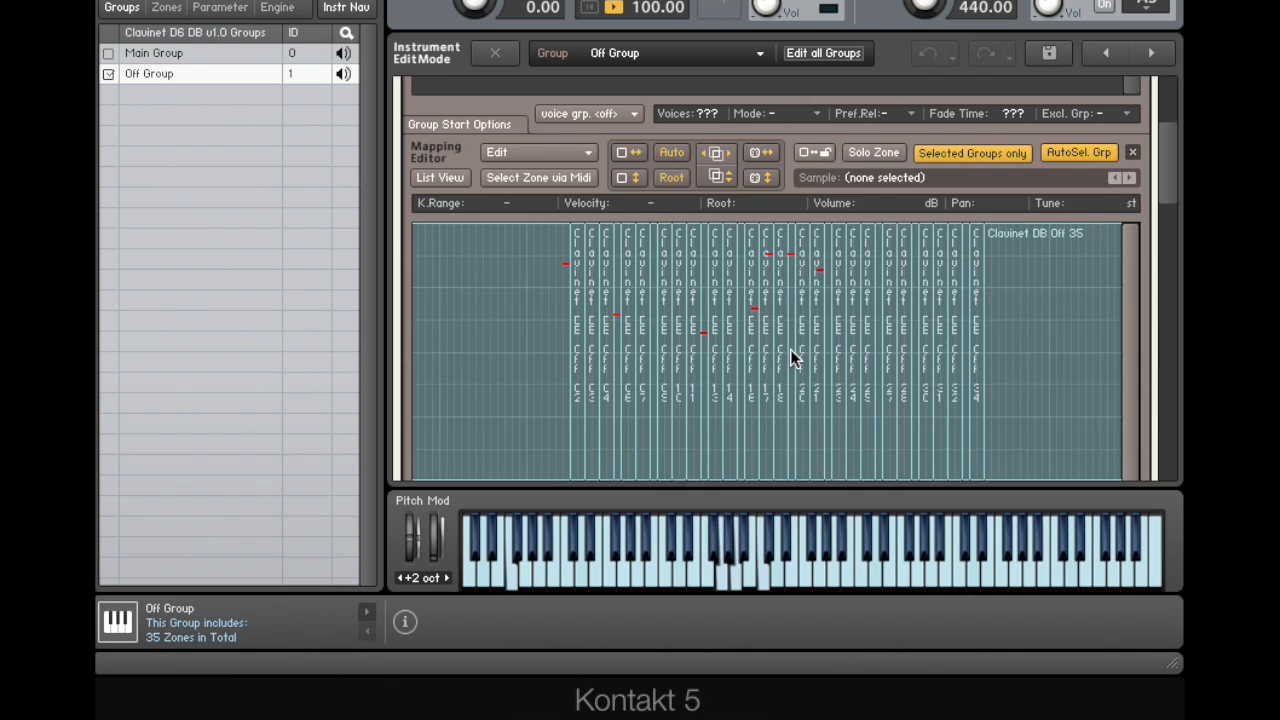 Groups Zones Parameter Engine Instr Nav
0.00 100.00 Vol 440.00 Vol On
Clavinet D6 DB v1.0 Groups ID
Main Group 0
Off Group 1
Instrument
EditMode
Group Off Group Edit all Groups
Group Start Options
voice grp. <off> Voices: ??? Mode: - Pref.Rel:- Fade Time: ??? Excl. Grp: -
Mapping
Editor
Edit Auto Solo Zone Selected Groups only AutoSel. Grp
List View Select Zone via Midi Root Sample: (none selected)
K.Range: - Velocity: - Root: Volume: dB Pan: Tune: st
Clavinet DB Off 35
Pitch Mod
+2 oct
Off Group
This Group includes:
35 Zones in Total
Kontakt 5